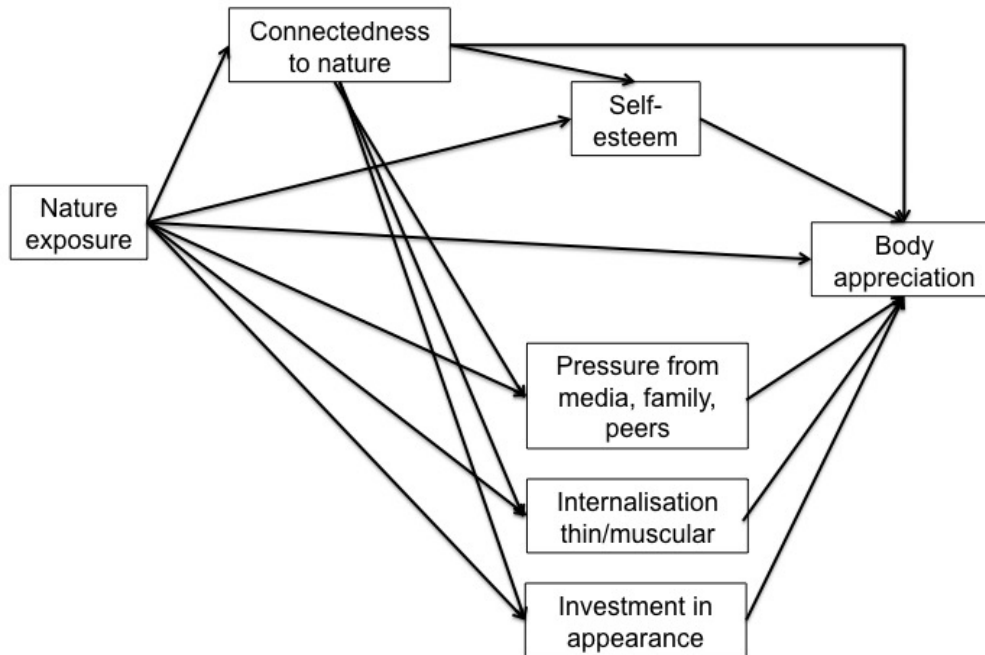 Connectedness
to nature
Self-
esteem
Nature
exposure
Body
appreciation
Pressure from
media, family,
peers
Internalisation
thin/muscular
Investment in
appearance